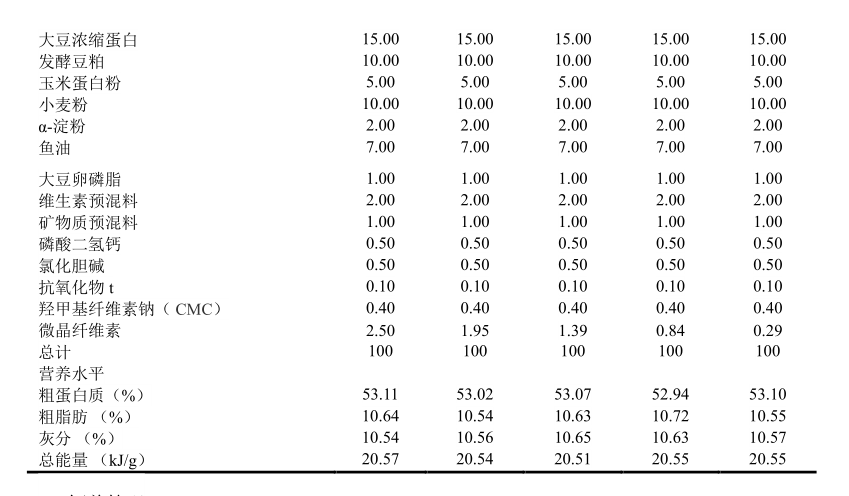 大豆浓缩蛋白 15.00 15.00 15.00 15.00 15.00
发酵豆粕 10.00 10.00 10.00 10.00 10.00
玉米蛋白粉 5.00 5.00 5.00 5.00 5.00
小麦粉 10.00 10.00 10.00 10.00 10.00
α-淀粉 2.00 2.00 2.00 2.00 2.00
鱼油 7.00 7.00 7.00 7.00 7.00
大豆卵磷脂 1.00 1.00 1.00 1.00 1.00
维生素预混料 2.00 2.00 2.00 2.00 2.00
矿物质预混料 1.00 1.00 1.00 1.00 1.00
磷酸二氢钙 0.50 0.50 0.50 0.50 0.50
氯化胆碱 0.50 0.50 0.50 0.50 0.50
抗氧化物 t 0.10 0.10 0.10 0.10 0.10
羟甲基纤维素钠（ CMC） 0.40 0.40 0.40 0.40 0.40
微晶纤维素 2.50 1.95 1.39 0.84 0.29
总计 100 100 100 100 100
营养水平
粗蛋白质（%） 53.11 53.02 53.07 52.94 53.10
粗脂肪 （%） 10.64 10.54 10.63 10.72 10.55
灰分 （%） 10.54 10.56 10.65 10.63 10.57
总能量 （kJ/g） 20.57 20.54 20.51 20.55 20.55